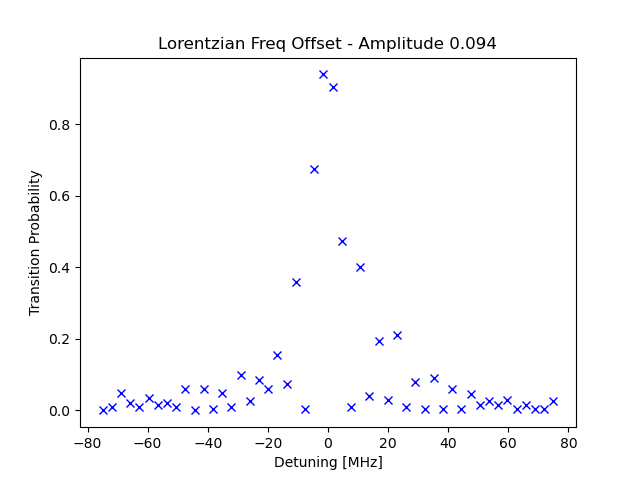 Lorentzian Freq Offset - Amplitude 0.094
Transition Probability
0.8
0.6
0.4
0.2
0.0
−80 −60 −40 −20 0 20 40 60 80
Detuning [MHz]